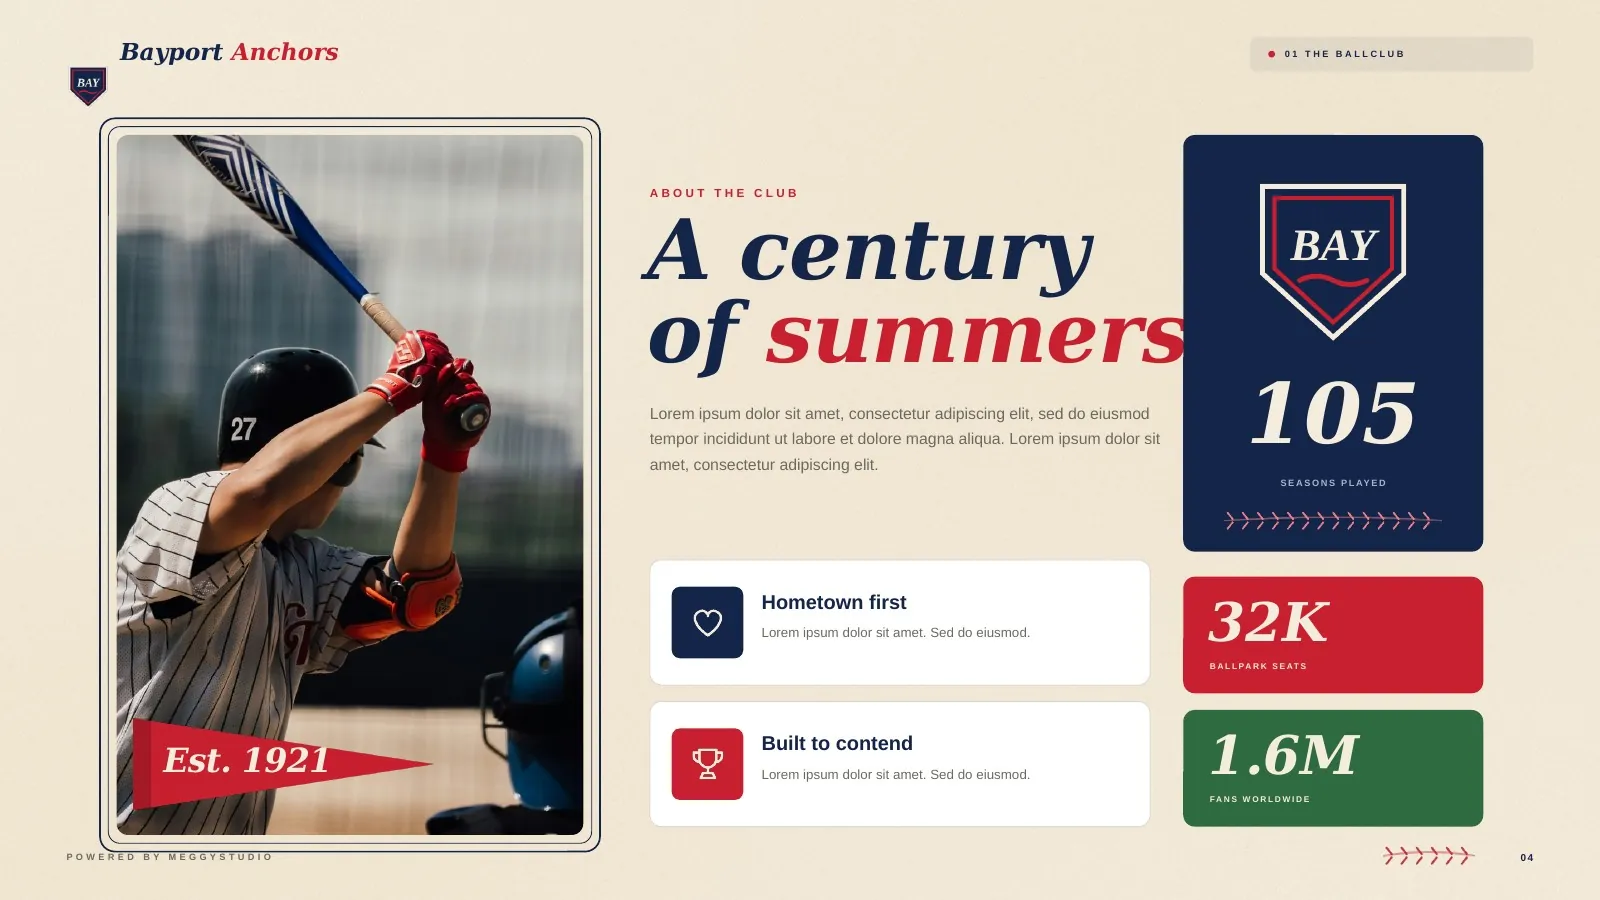 Bayport Anchors
BAY
01 THE BALLCLUB
27
Est. 1921
ABOUT THE CLUB
A century
of summers
Lorem ipsum dolor sit amet, consectetur adipiscing elit, sed do eiusmod
tempor incididunt ut labore et dolore magna aliqua. Lorem ipsum dolor sit
amet, consectetur adipiscing elit.
Hometown first
Lorem ipsum dolor sit amet. Sed do eiusmod.
Built to contend
Lorem ipsum dolor sit amet. Sed do eiusmod.
BAY
105
SEASONS PLAYED
32K
BALLPARK SEATS
1.6M
FANS WORLDWIDE
POWERED BY MEGGYSTUDIO
04